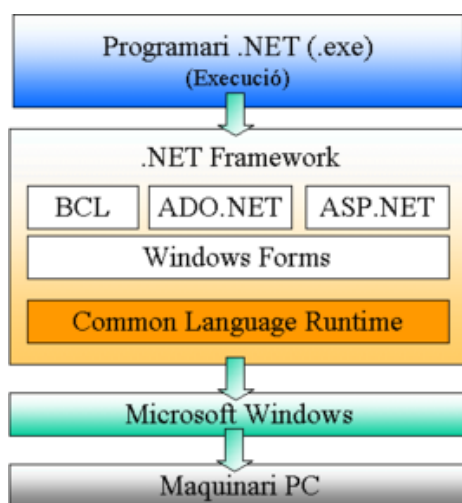 Programari .NET (.exe)
(Execució)
.NET Framework
BCL ADO.NET ASP.NET
Windows Forms
Common Language Runtime
Microsoft Windows
Maquinari PC